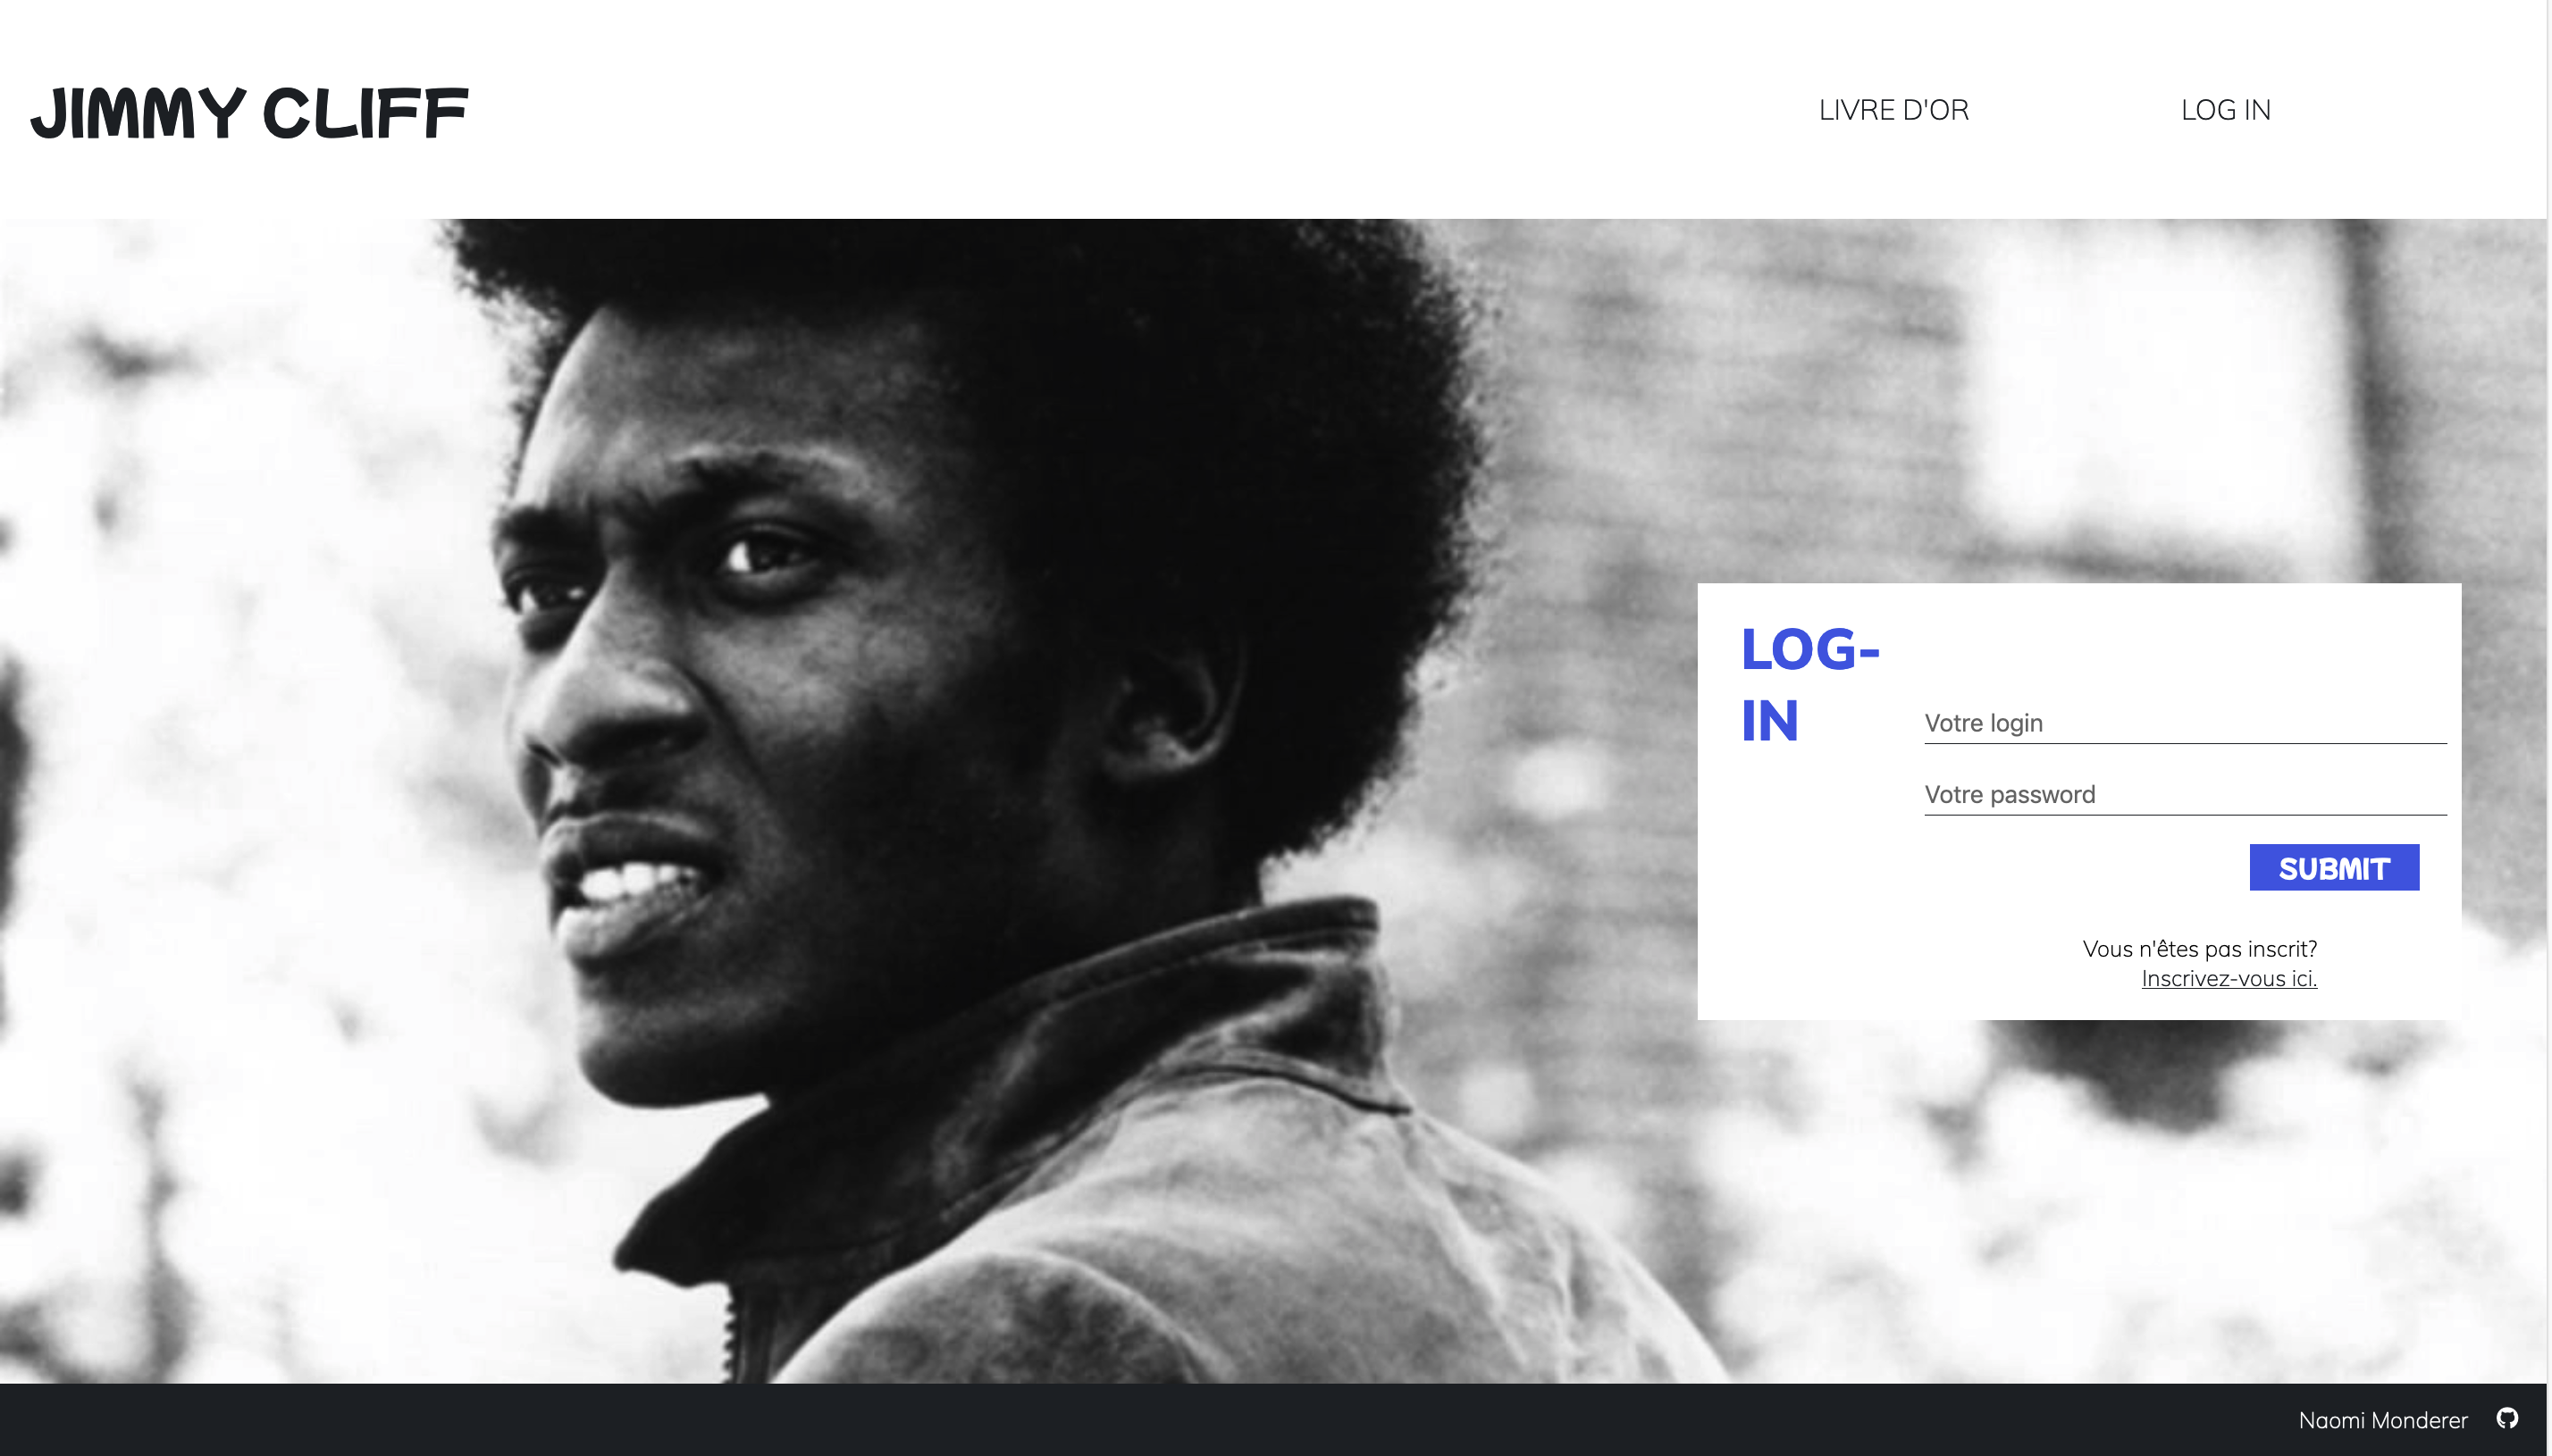 JIMMY CLIFF
LIVRE D'OR
LOG IN
LOG-
IN
Votre login
Votre password
SUBMIT
Vous n'êtes pas inscrit?
Inscrivez-vous ici.
Naomi Monderer